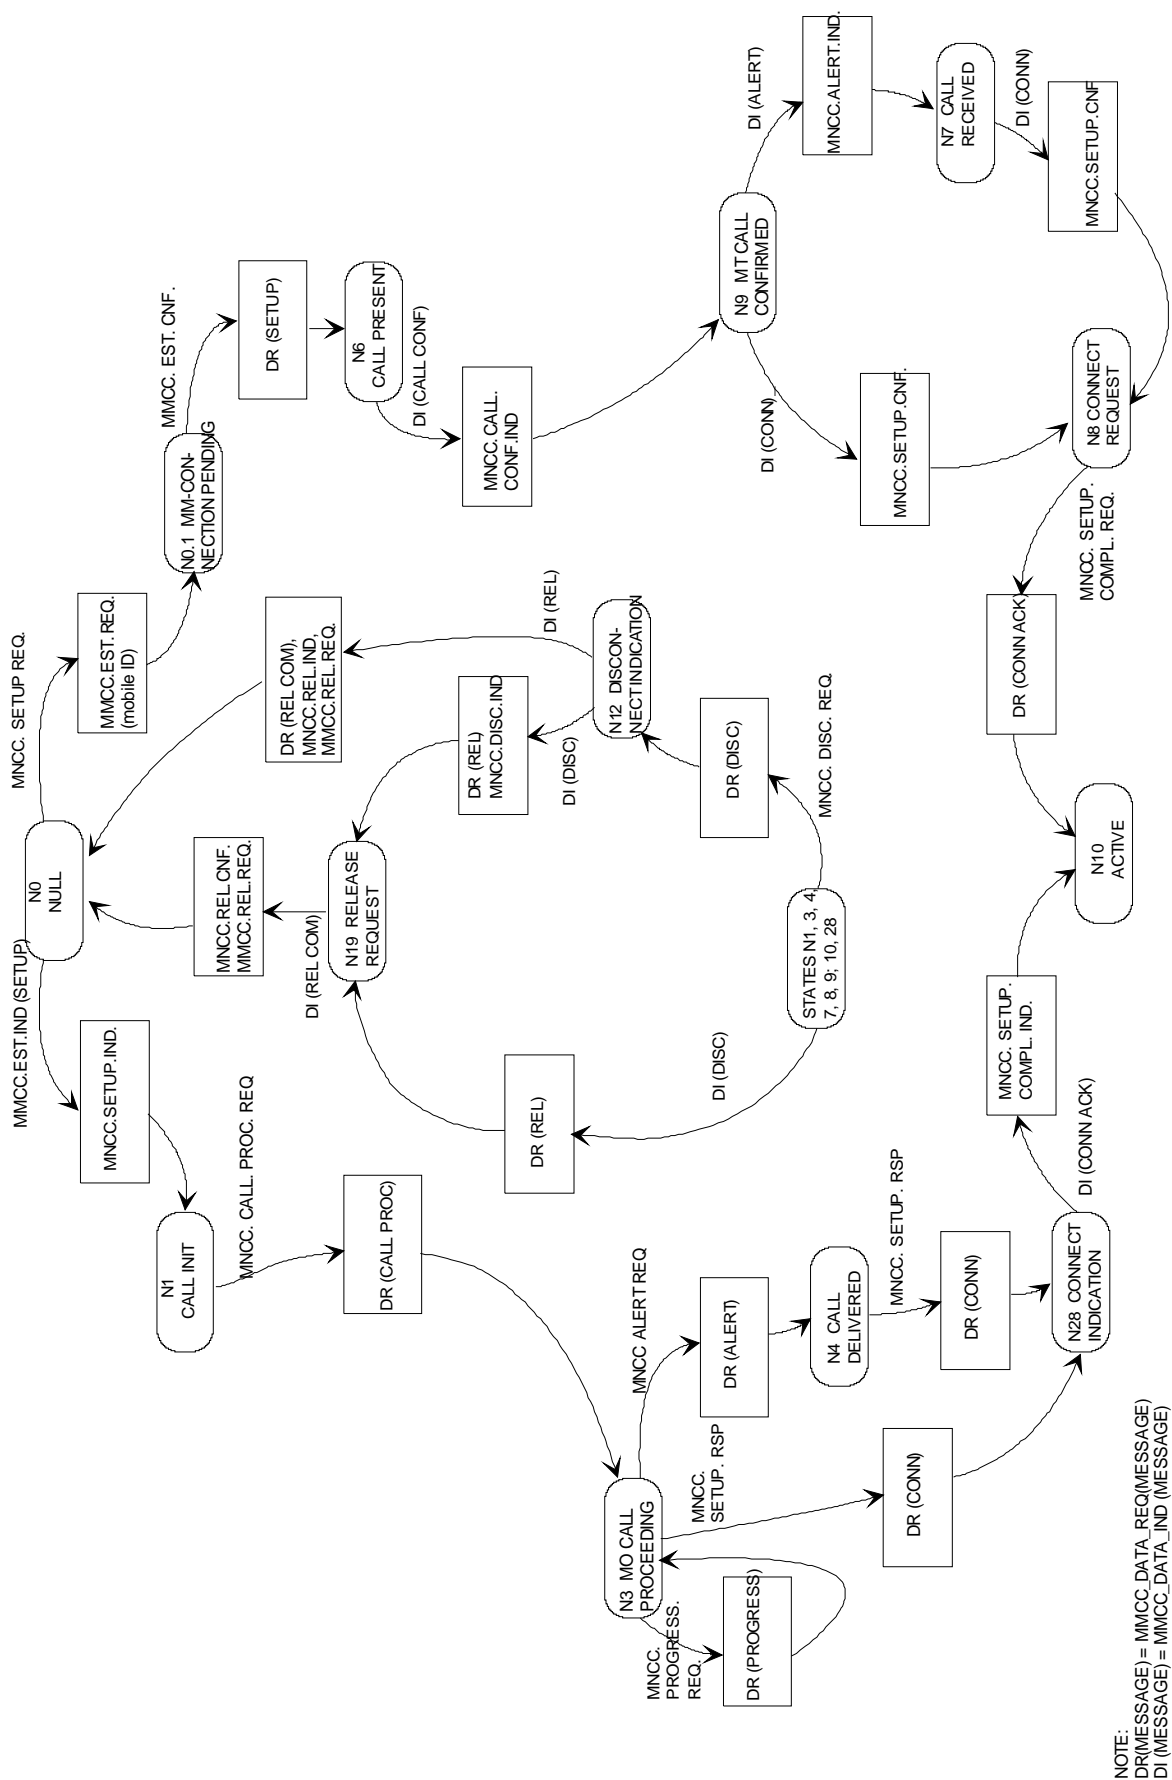 MMCC.EST.IND (SETUP)
N0
NULL
MNCC. SETUP REQ.
MNCC.SETUP.IND.
MMCC.EST.REQ.
(mobile ID)
N1
CALL INIT
MNCC. CALL. PROC. REQ
MNCC.REL.CNF.
MMCC.REL.REQ.
DR (REL COM),
MNCC.REL.IND,
MMCC.REL.REQ.
N0.1 MM-CON-
NECTION PENDING
MMCC. EST. CNF.
DR (SETUP)
DR (CALL PROC)
DI (REL COM)
N19 RELEASE
REQUEST
N6
CALL PRESENT
DI (CALL CONF)
DR (REL)
DR (REL)
MNCC.DISC.IND
DI (DISC)
DI (REL)
MNCC.CALL.
CONF.IND
N12 DISCON-
NECT INDICATION
DR (DISC)
MNCC. DISC. REQ.
DI (DISC)
STATES N1, 3, 4,
7, 8, 9; 10, 28
N3 MO CALL
PROCEEDING
MNCC.
PROGRESS.
REQ.
DR (PROGRESS)
MNCC ALERT REQ
MNCC.
SETUP. RSP
DR (ALERT)
N4 CALL
DELIVERED
MNCC. SETUP. RSP
DR (CONN)
DR (CONN)
N28 CONNECT
INDICATION
DI (CONN ACK)
MNCC. SETUP.
COMPL. IND.
N10
ACTIVE
DR (CONN ACK)
MNCC. SETUP.
COMPL. REQ.
N9 MT CALL
CONFIRMED
DI (ALERT)
MNCC.ALERT.IND.
DI (CONN)
MNCC.SETUP.CNF.
N7 CALL
RECEIVED
DI (CONN)
MNCC.SETUP.CNF
N8 CONNECT
REQUEST
NOTE:
DR(MESSAGE) = MMCC_DATA_REQ(MESSAGE)
DI (MESSAGE) = MMCC_DATA_IND (MESSAGE)